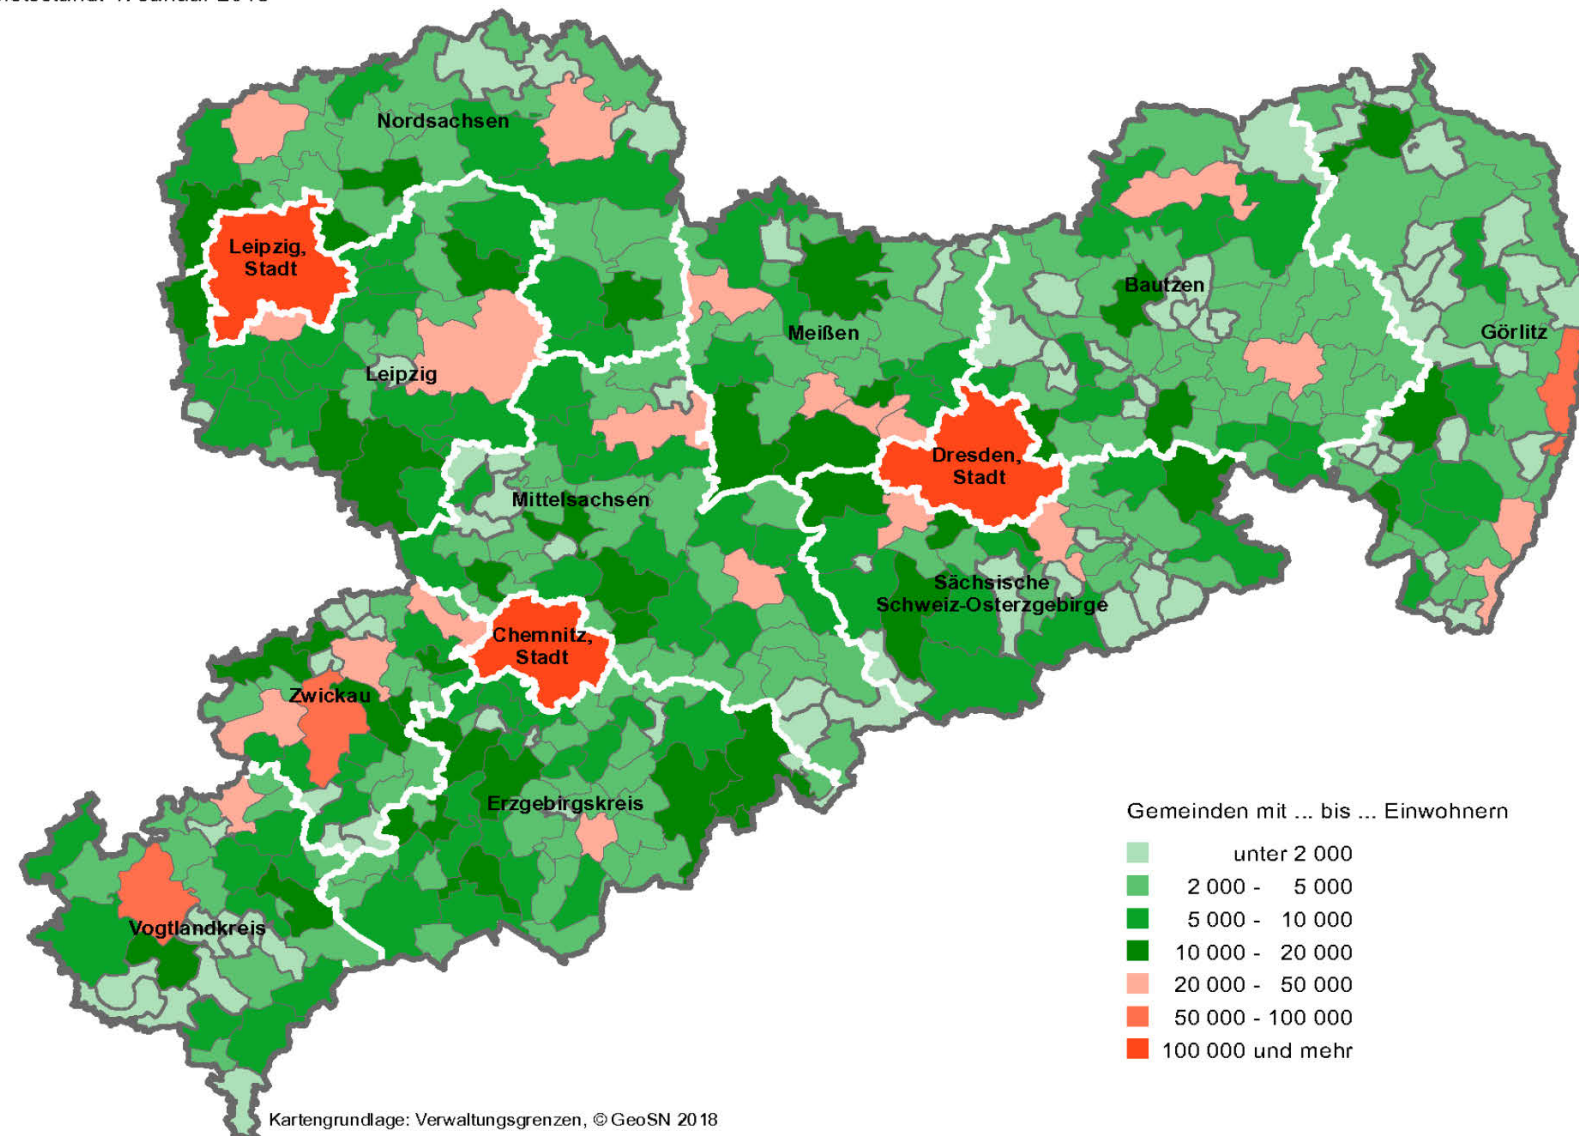 Nordsachsen
Leipzig,
Stadt
Bautzen
Görlitz
Meißen
Leipzig
Dresden,
Stadt
Mittelsachsen
Sächsische
Schweiz-Osterzgebirge
Chemnitz,
Stadt
Zwickau
Erzgebirgskreis
Vogtlandkreis
Gemeinden mit ... bis ... Einwohnern
unter 2 000
2 000 - 5 000
5 000 - 10 000
10 000 - 20 000
20 000 - 50 000
50 000 - 100 000
100 000 und mehr
Kartengrundlage: Verwaltungsgrenzen, © GeoSN 2018